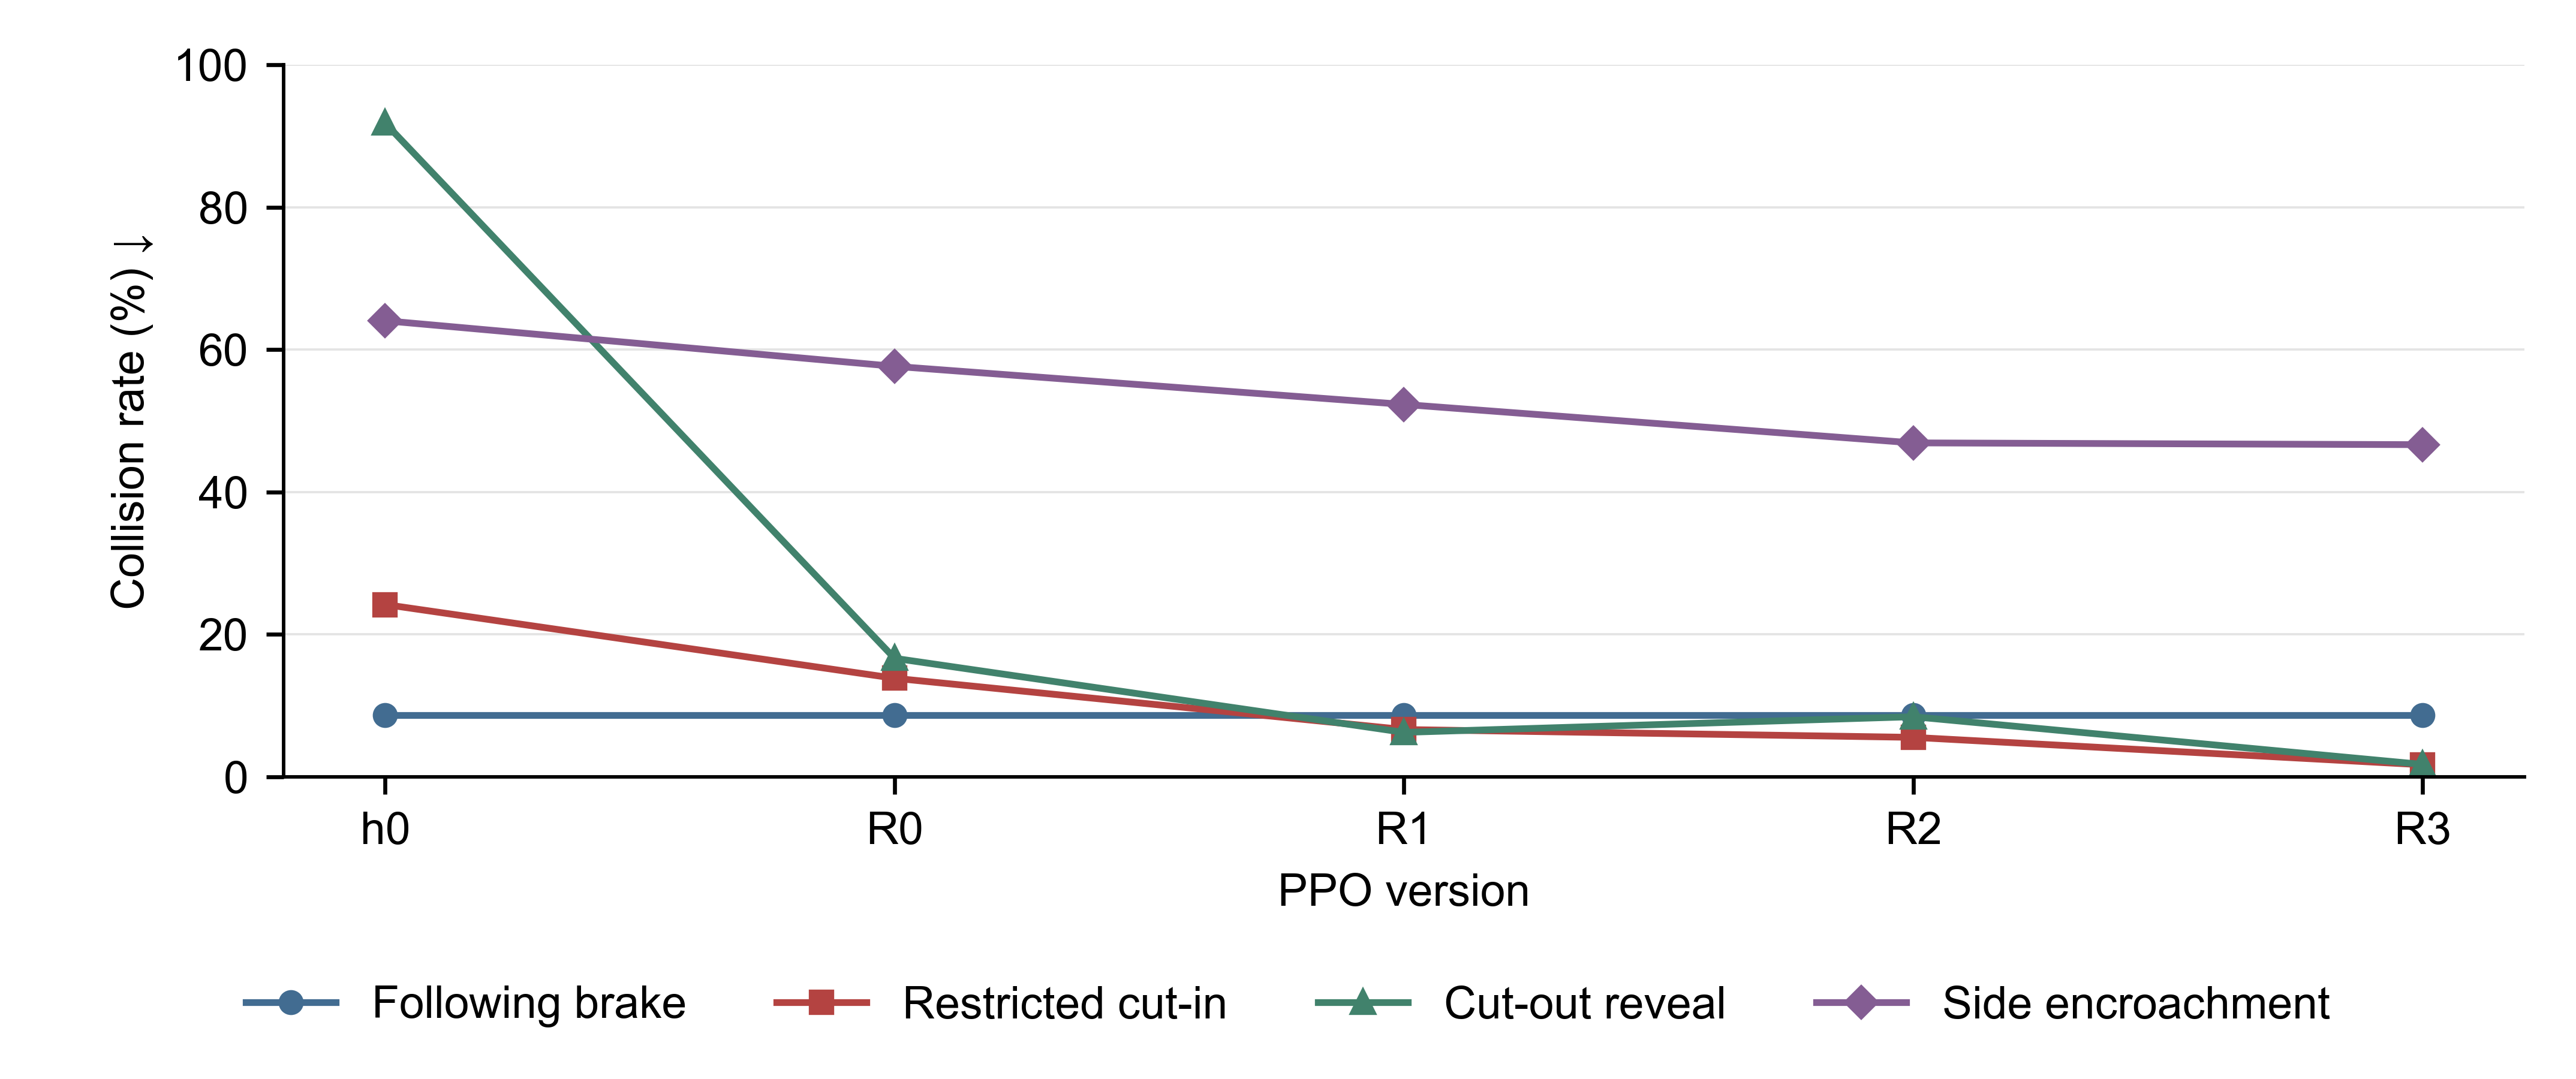 100
80
60
40
20
0
Collision rate (%) ↓
h0 R0 R1 R2 R3
PPO version
Following brake Restricted cut-in Cut-out reveal Side encroachment